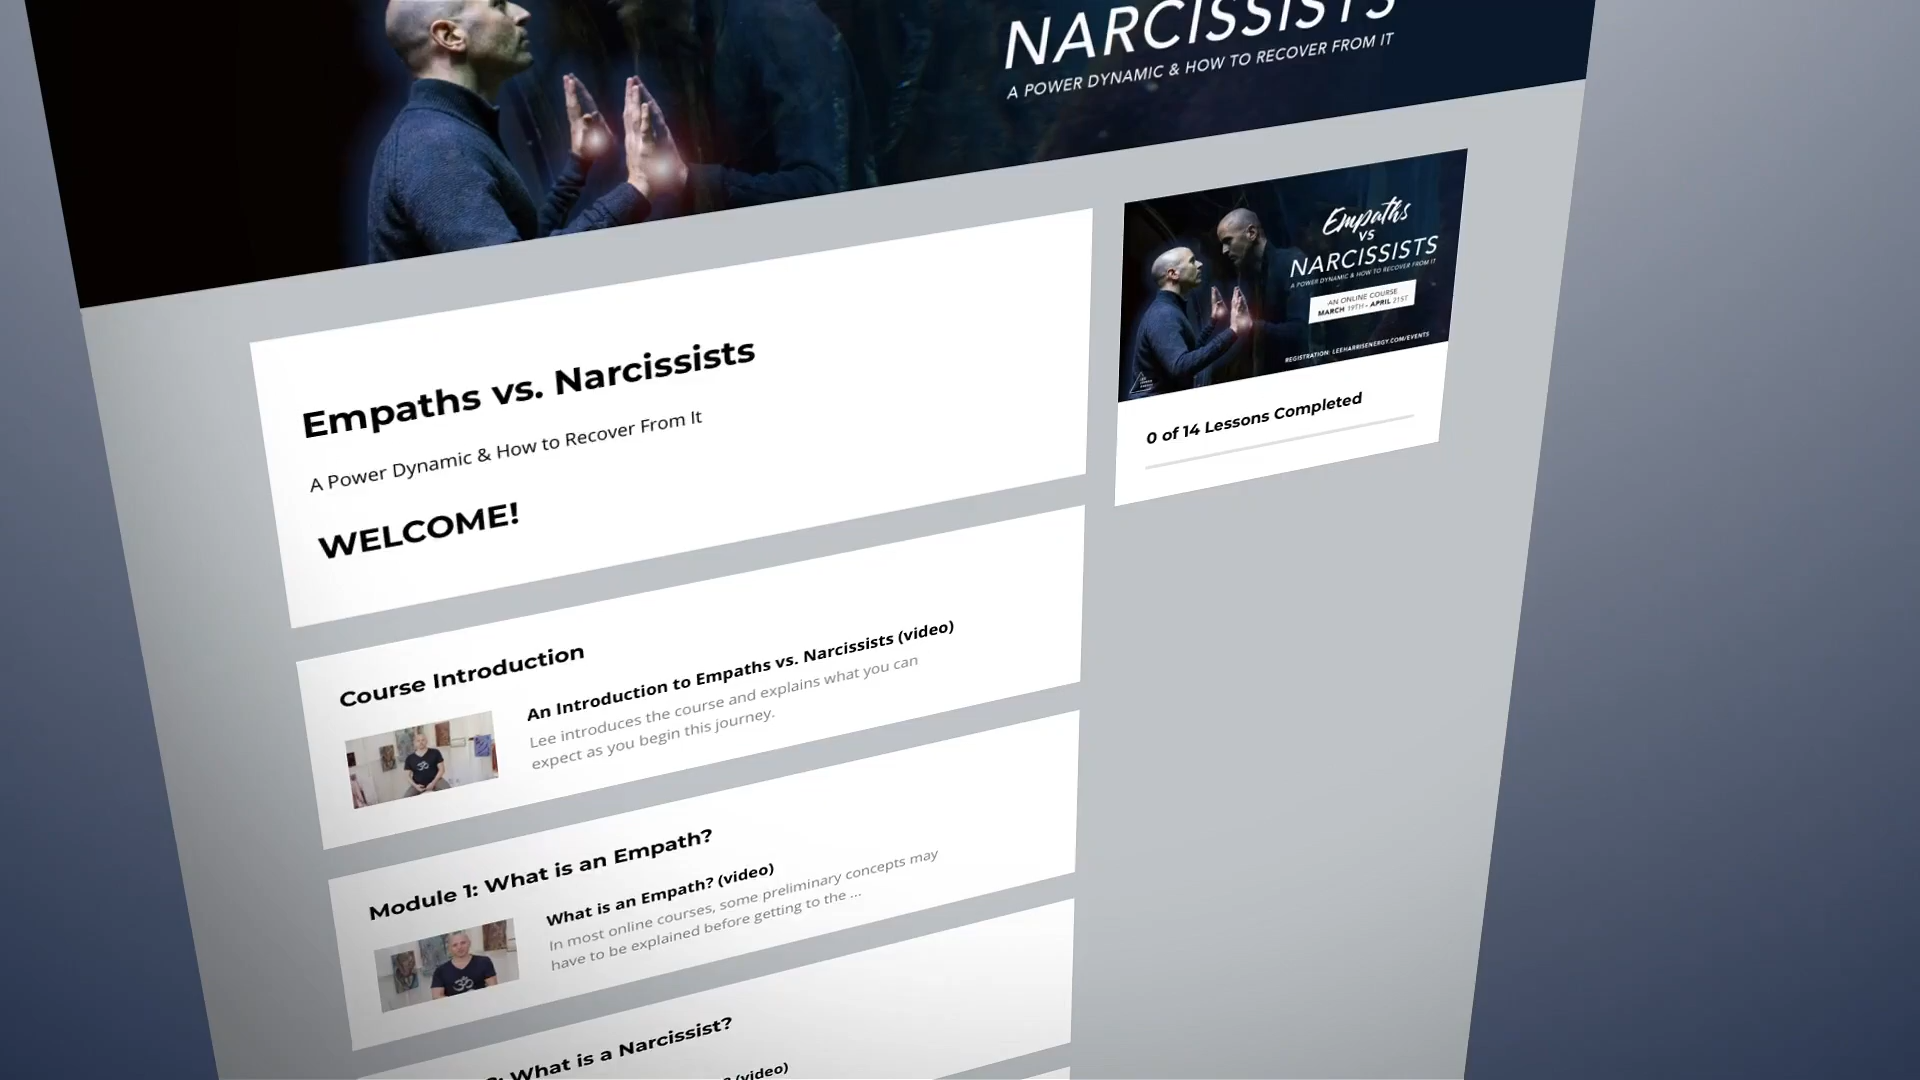 NARCISSISTS
A POWER DYNAMIC & HOW TO RECOVER FROM IT
Empaths vs. Narcissists
A Power Dynamic & How to Recover From It
WELCOME!
Course Introduction
An Introduction to Empaths vs. Narcissists (video)
Lee introduces the course and explains what you can
expect as you begin this journey.
Module 1: What is an Empath?
What is an Empath? (video)
In most online courses, some preliminary concepts may
have to be explained before getting to the ...
What is a Narcissist?
(video)
Empaths
VS
NARCISSISTS
A POWER DYNAMIC & HOW TO RECOVER FROM IT
AN ONLINE COURSE
MARCH 19TH - APRIL 21ST
REGISTRATION: LEEHARRISENERGY.COM/EVENTS
0 of 14 Lessons Completed